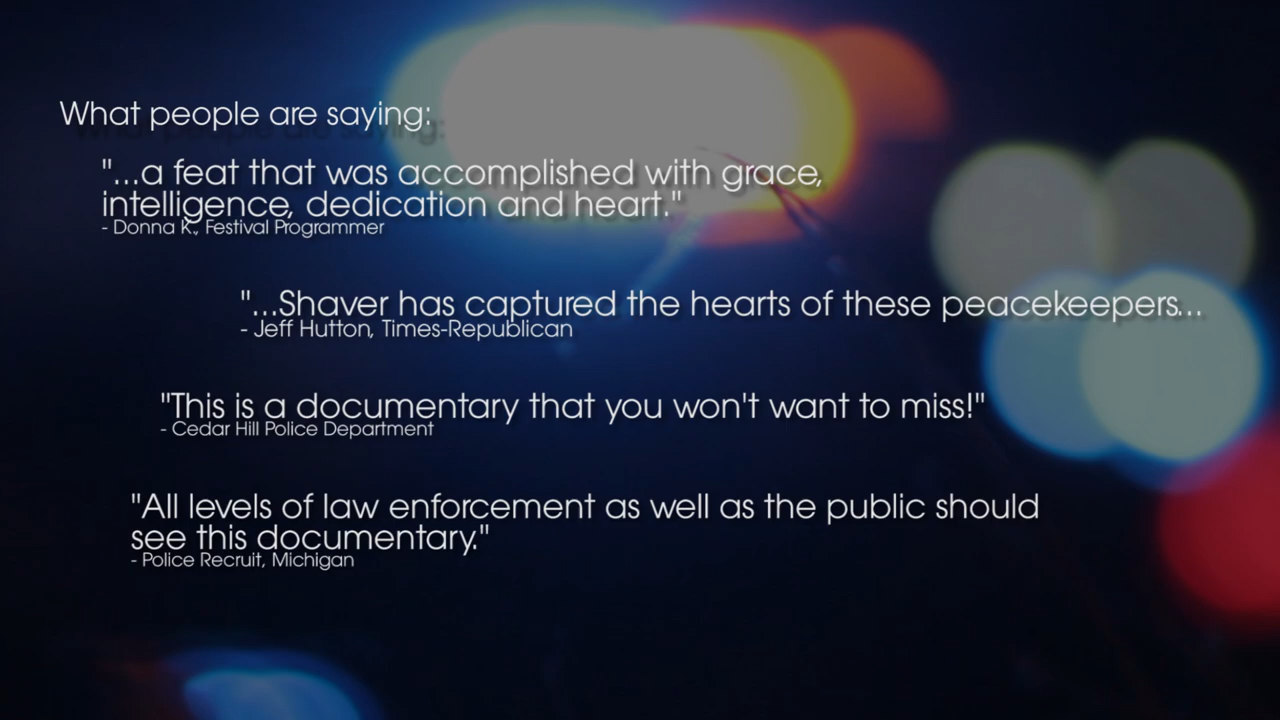 What people are saying:
"...a feat that was accomplished with grace,
intelligence, dedication and heart."
- Donna K., Festival Programmer
"...Shaver has captured the hearts of these peacekeepers...
- Jeff Hutton, Times-Republican
"This is a documentary that you won't want to miss!"
- Cedar Hill Police Department
"All levels of law enforcement as well as the public should
see this documentary."
- Police Recruit, Michigan